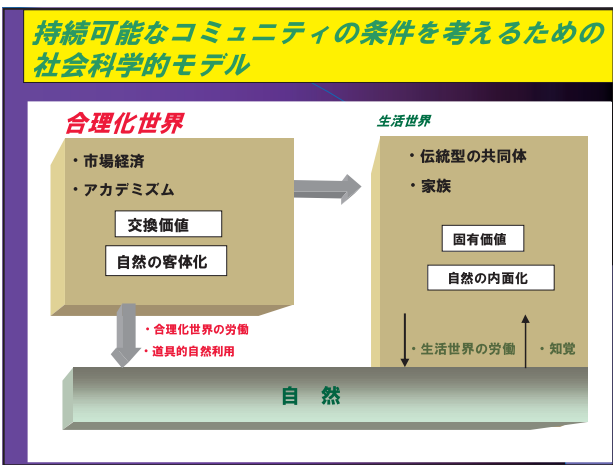 持続可能なコミュニティの条件を考えるための
社会科学的モデル
合理化世界
・市場経済
・アカデミズム
交換価値
自然の客体化
・合理化世界の労働
・道具的自然利用
生活世界
・伝統型の共同体
・家族
固有価値
自然の内面化
・生活世界の労働
・知覚
自 然